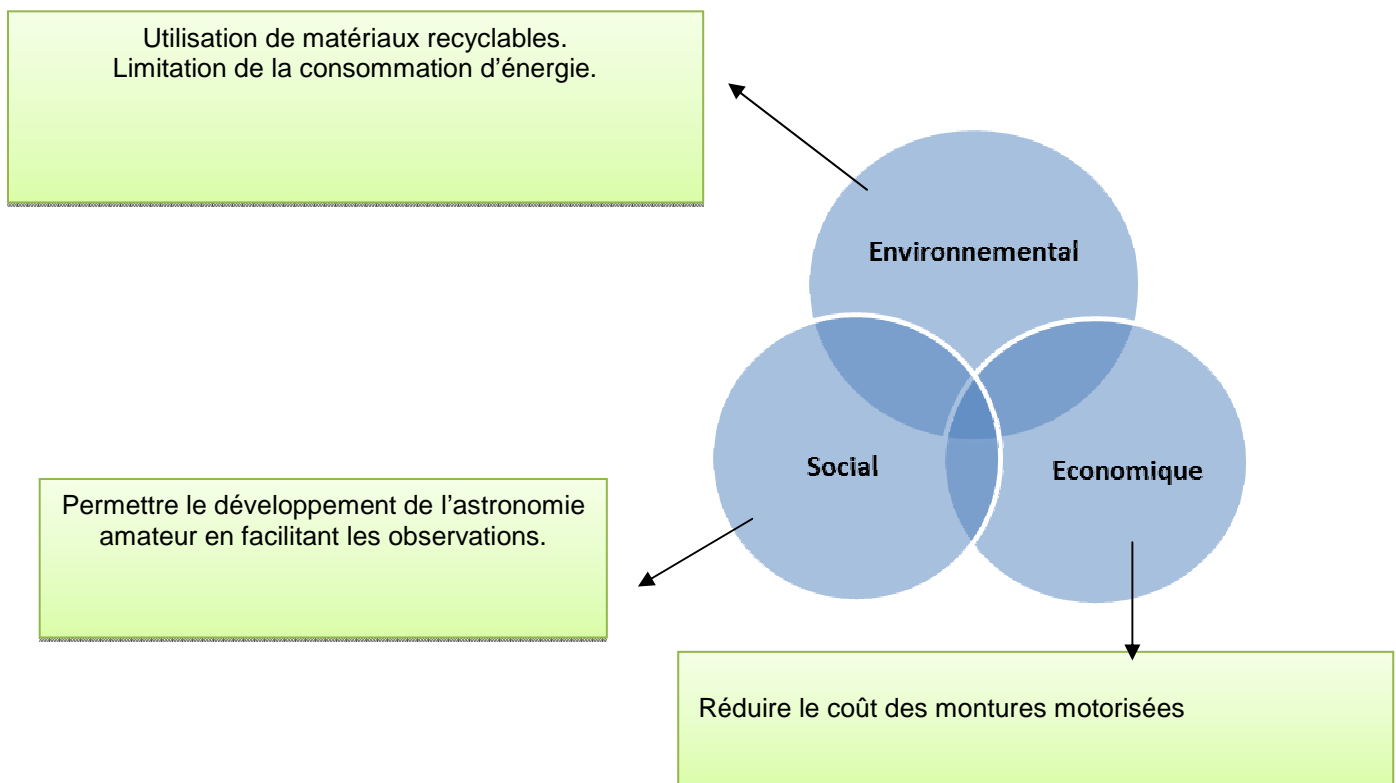 Utilisation de matériaux recyclables.
Limitation de la consommation d’énergie.
Environnemental
Social
Economique
Permettre le développement de l’astronomie
amateur en facilitant les observations.
Réduire le coût des montures motorisées